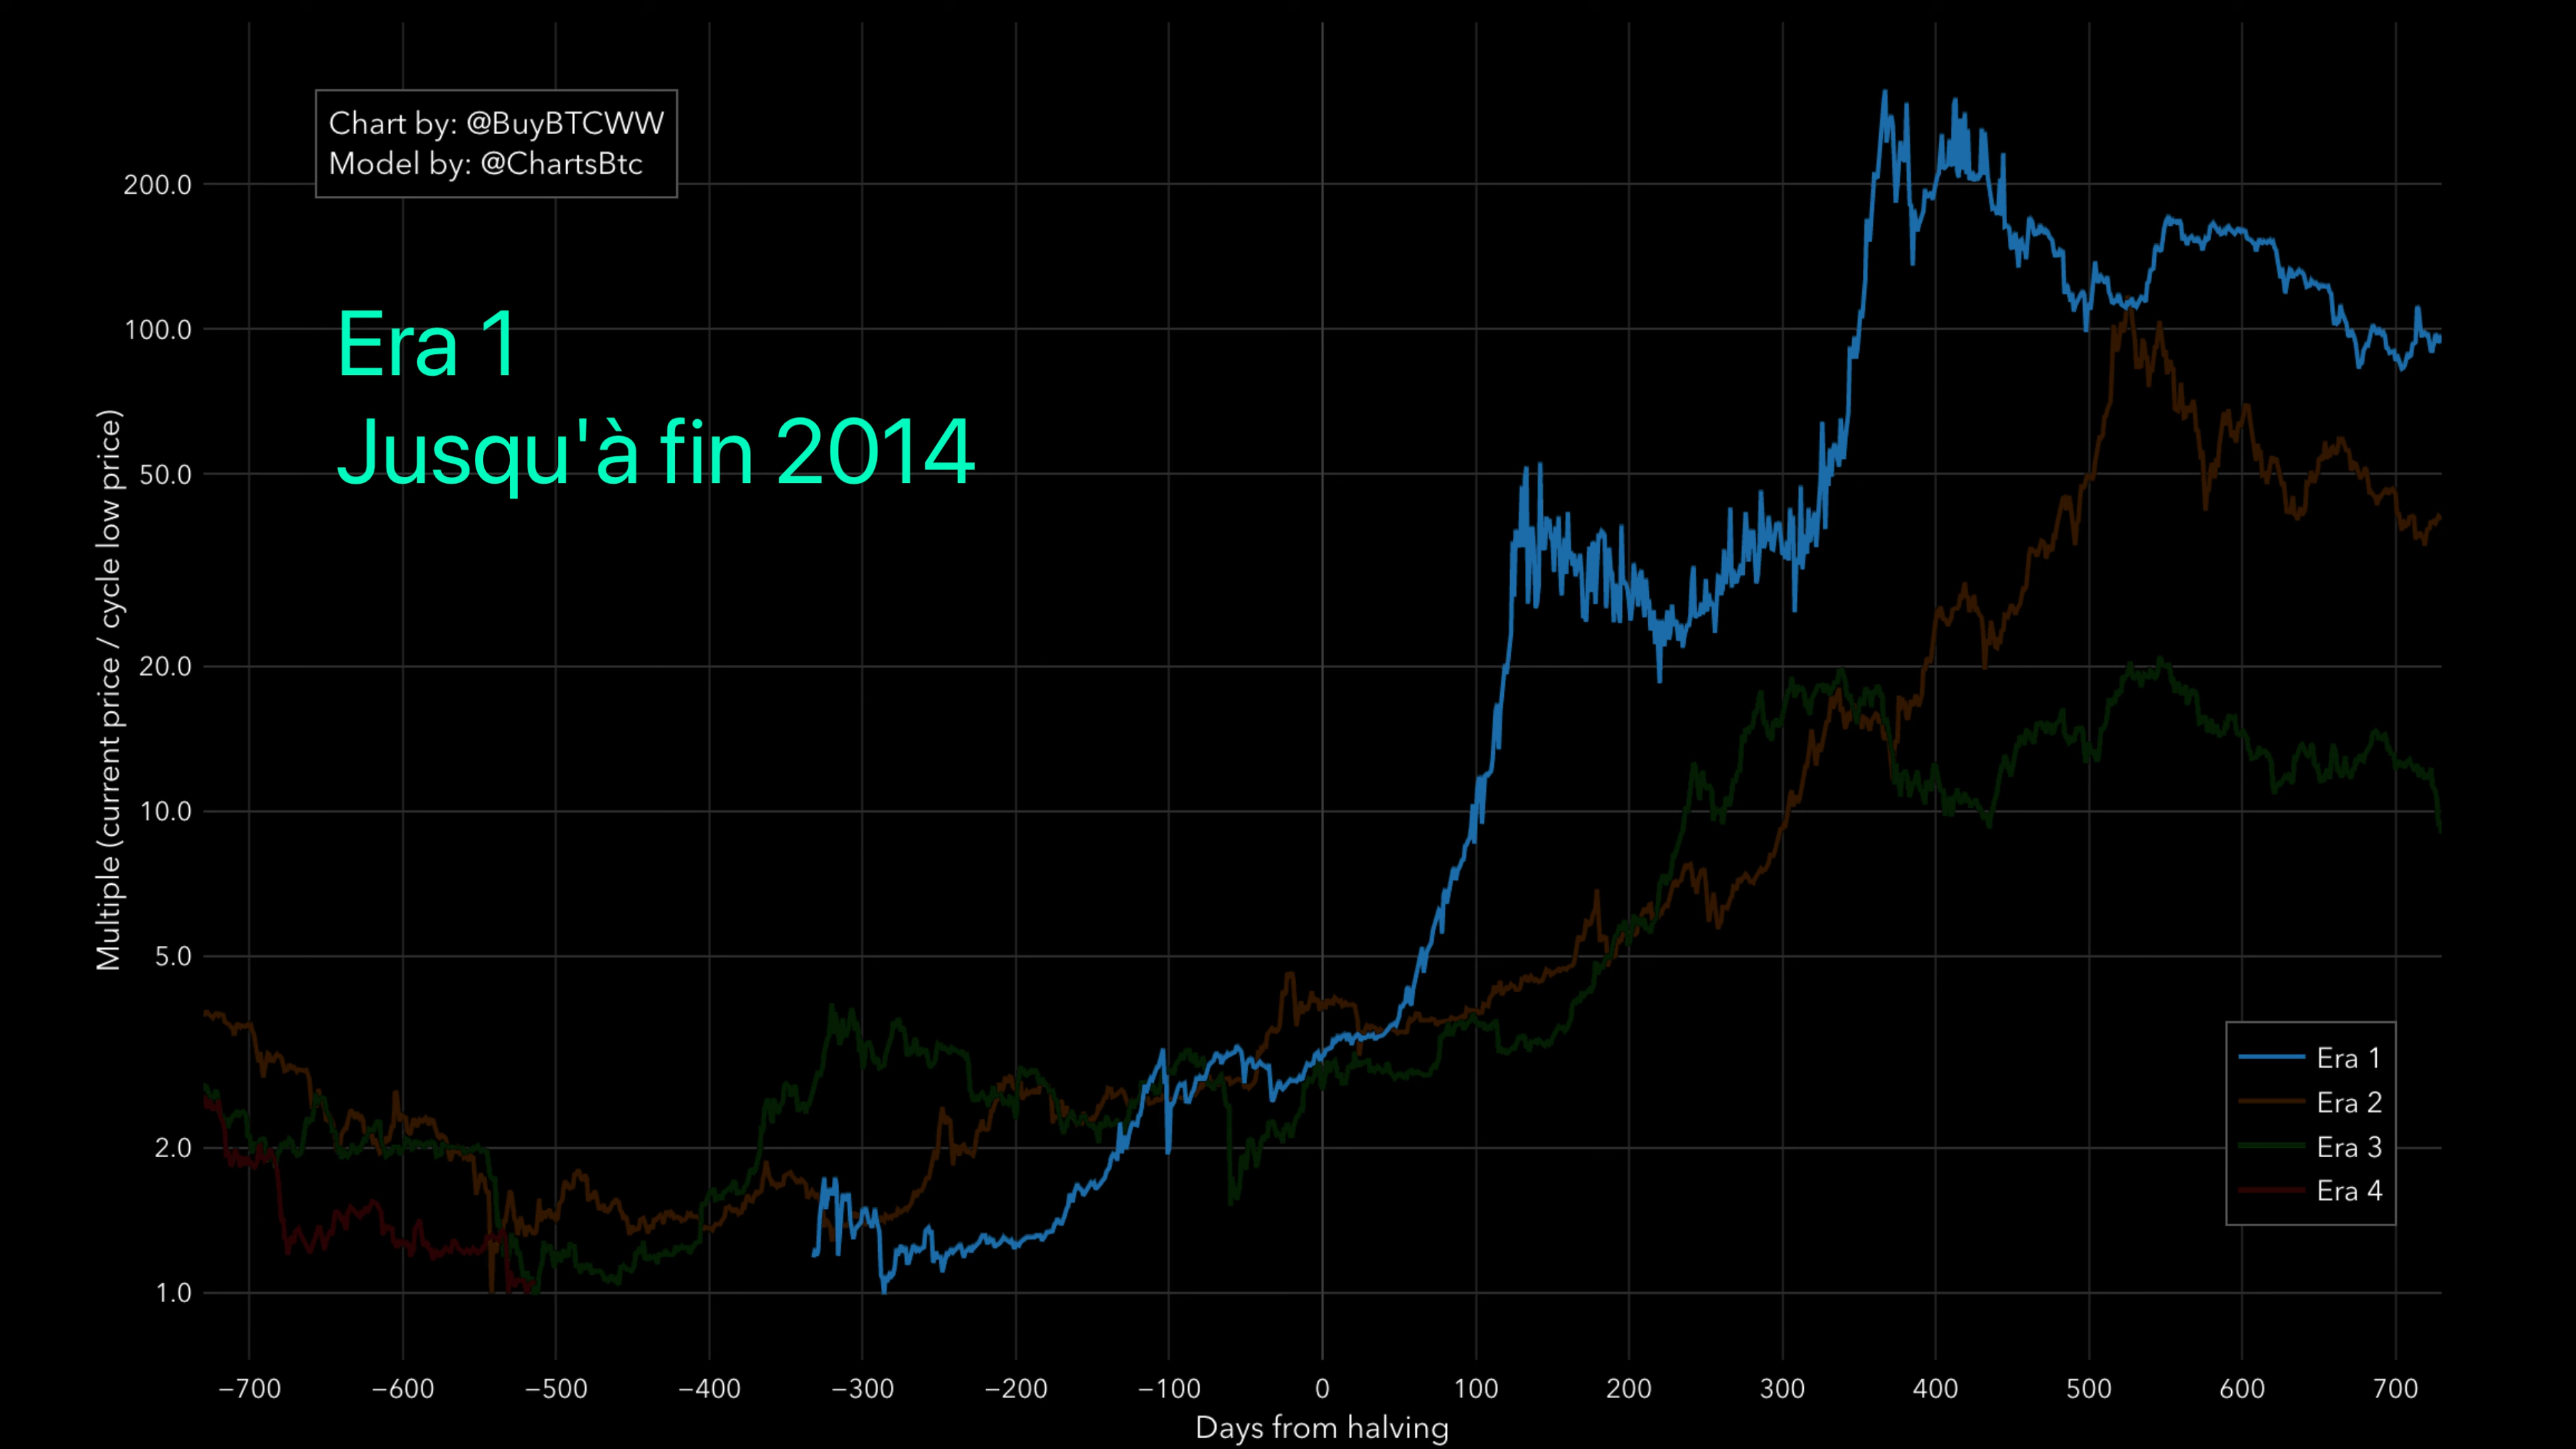 Chart by: @BuyBTCWW
Model by: @ChartsBtc
Era 1
Jusqu'à fin 2014
Multiple (current price / cycle low price)
200.0
100.0
50.0
20.0
10.0
5.0
2.0
1.0
Era 1
Era 2
Era 3
Era 4
−700 −600 −500 −400 −300 −200 −100 0 100 200 300 400 500 600 700
Days from halving